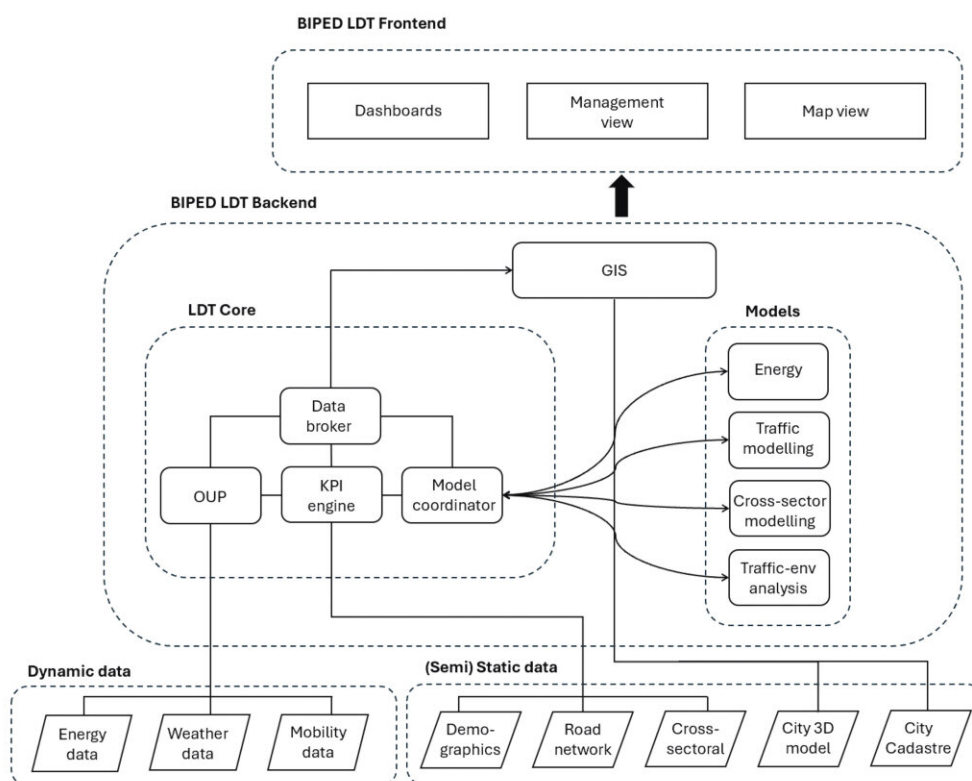 BIPED LDT Frontend
Dashboards
Management
view
Map view
BIPED LDT Backend
GIS
LDT Core
Models
Energy
Data
broker
Traffic
modelling
OUP
KPI
engine
Model
coordinator
Cross-sector
modelling
Traffic-env
analysis
Dynamic data
(Semi) Static data
Energy
data
Weather
data
Mobility
data
Demo-
graphics
Road
network
Cross-
sectoral
City 3D
model
City
Cadastre